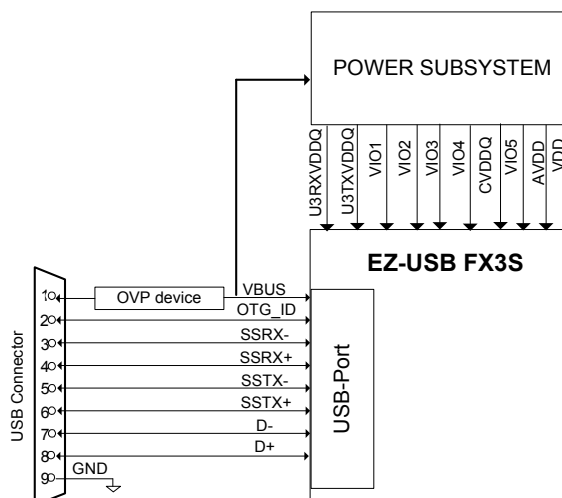 POWER SUBSYSTEM
U3RXVDDQ
U3TXVDDQ
VIO1
VIO2
VIO3
VIO4
CVDDQ
VIO5
AVDD
VDD
EZ-USB FX3S
USB Connector
1
OVP device
VBUS
2
OTG_ID
3
SSRX-
4
SSRX+
5
SSTX-
6
SSTX+
7
D-
8
D+
9
GND
USB-Port